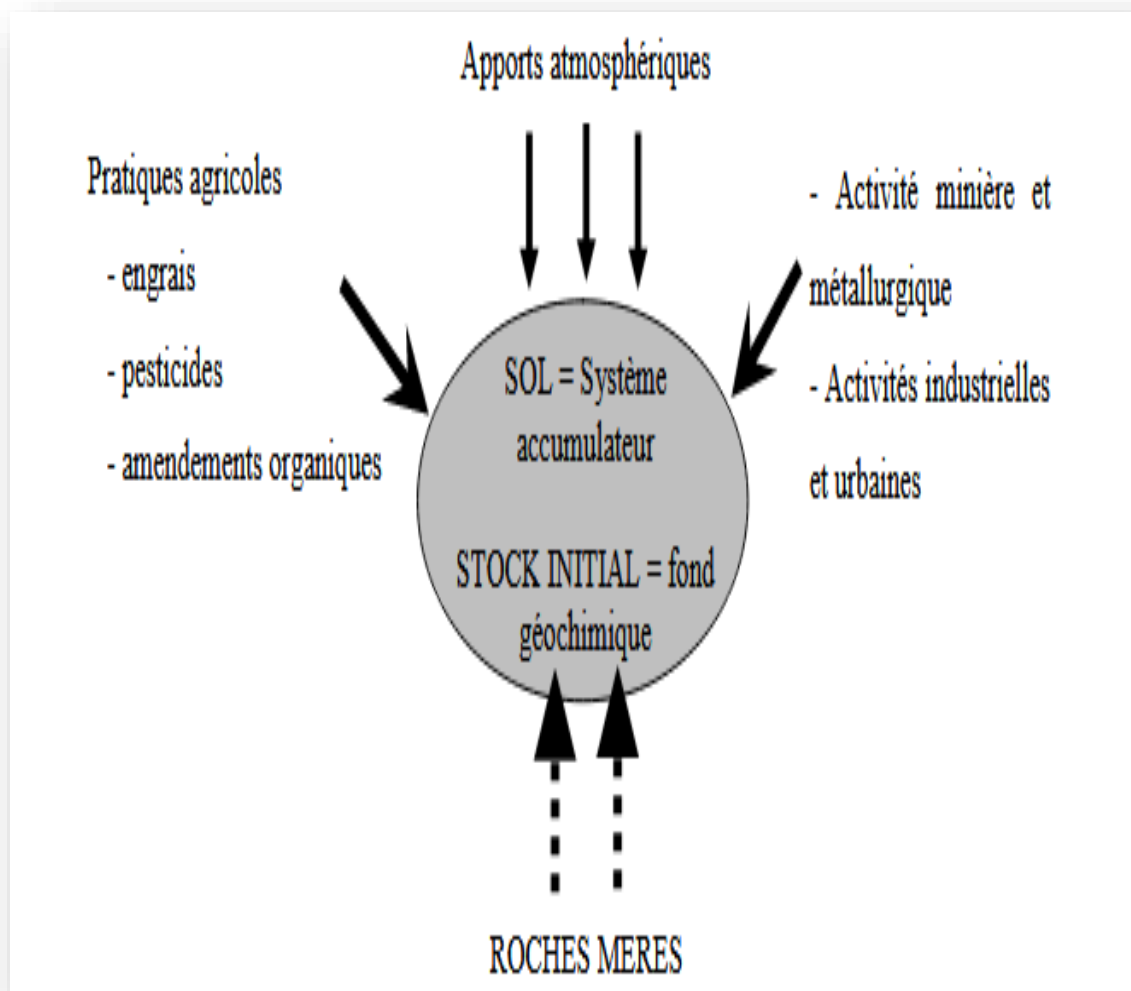 Apports atmosphériques
Pratiques agricoles
- engrais
- pesticides
- amendements organiques
- Activité minière et
métallurgique
- Activités industrielles
et urbaines
SOL = Système
accumulateur
STOCK INITIAL = fond
géochimique
ROCHES MERES